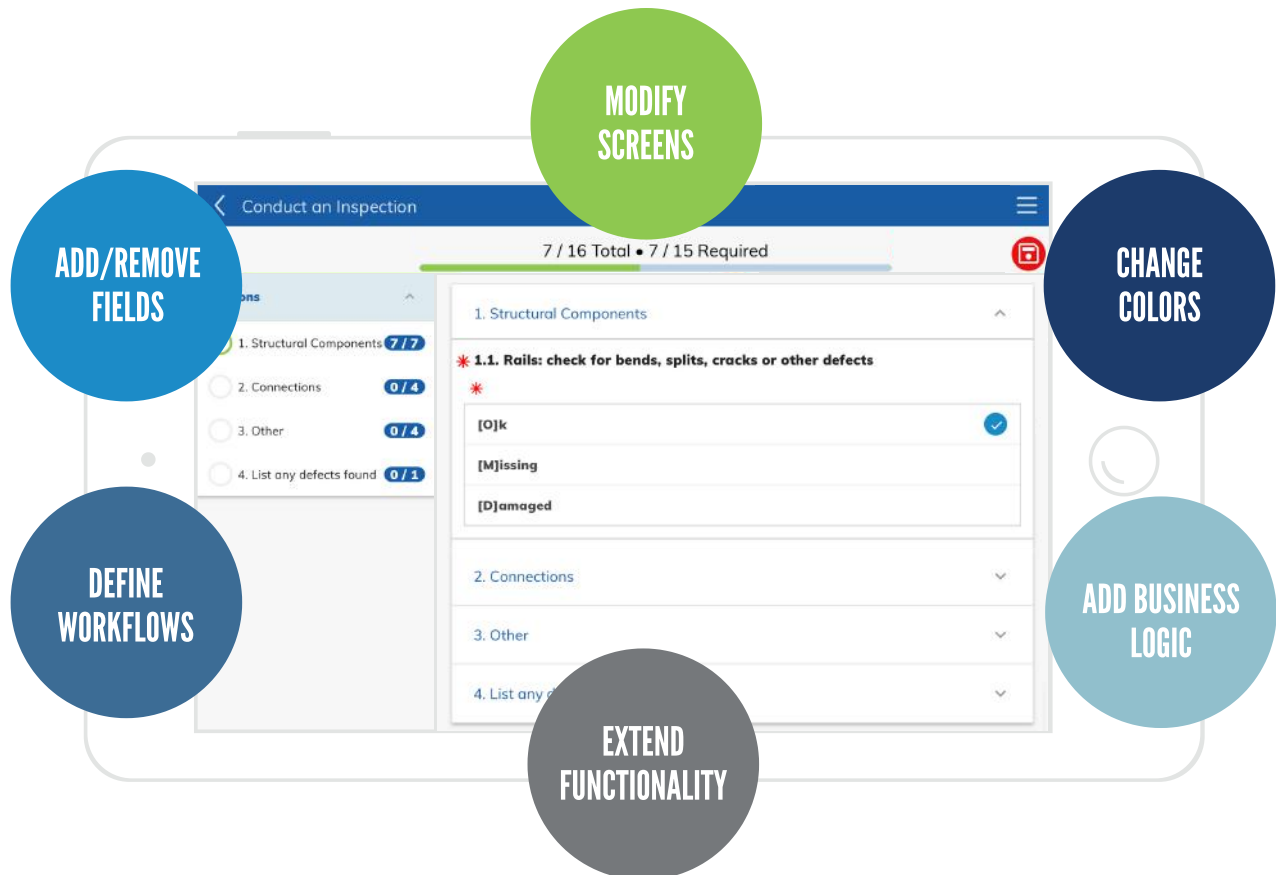 MODIFY
SCREENS
ADD/REMOVE
FIELDS
CHANGE
COLORS
Conduct an Inspection
7 / 16 Total • 7 / 15 Required
1. Structural Components 7 / 7
2. Connections 0 / 4
3. Other 0 / 4
4. List any defects found 0 / 1
1. Structural Components
* 1.1. Rails: check for bends, splits, cracks or other defects
*
[O]k
[M]issing
[D]amaged
2. Connections
3. Other
4. List any
DEFINE
WORKFLOWS
ADD BUSINESS
LOGIC
EXTEND
FUNCTIONALITY